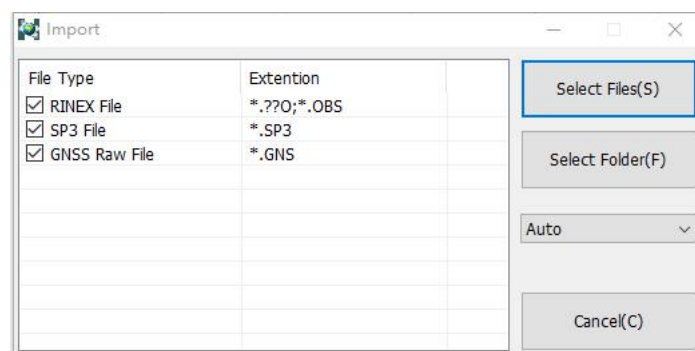 Import
File Type Extention
RINEX File *.??O;*.OBS
SP3 File *.SP3
GNSS Raw File *.GNS
Select Files(S)
Select Folder(F)
Auto
Cancel(C)